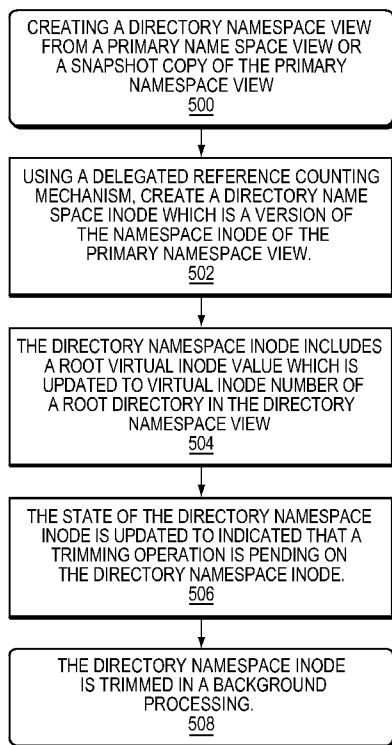 CREATING A DIRECTORY NAMESPACE VIEW
FROM A PRIMARY NAME SPACE VIEW OR
A SNAPSHOT COPY OF THE PRIMARY
NAMESPACE VIEW
500
USING A DELEGATED REFERENCE COUNTING
MECHANISM, CREATE A DIRECTORY NAME
SPACE INODE WHICH IS A VERSION OF
THE NAMESPACE INODE OF THE
PRIMARY NAMESPACE VIEW.
502
THE DIRECTORY NAMESPACE INODE INCLUDES
A ROOT VIRTUAL INODE VALUE WHICH IS
UPDATED TO VIRTUAL INODE NUMBER OF
A ROOT DIRECTORY IN THE DIRECTORY
NAMESPACE VIEW
504
THE STATE OF THE DIRECTORY NAMESPACE
INODE IS UPDATED TO INDICATED THAT A
TRIMMING OPERATION IS PENDING ON
THE DIRECTORY NAMESPACE INODE.
506
THE DIRECTORY NAMESPACE INODE
IS TRIMMED IN A BACKGROUND
PROCESSING.
508